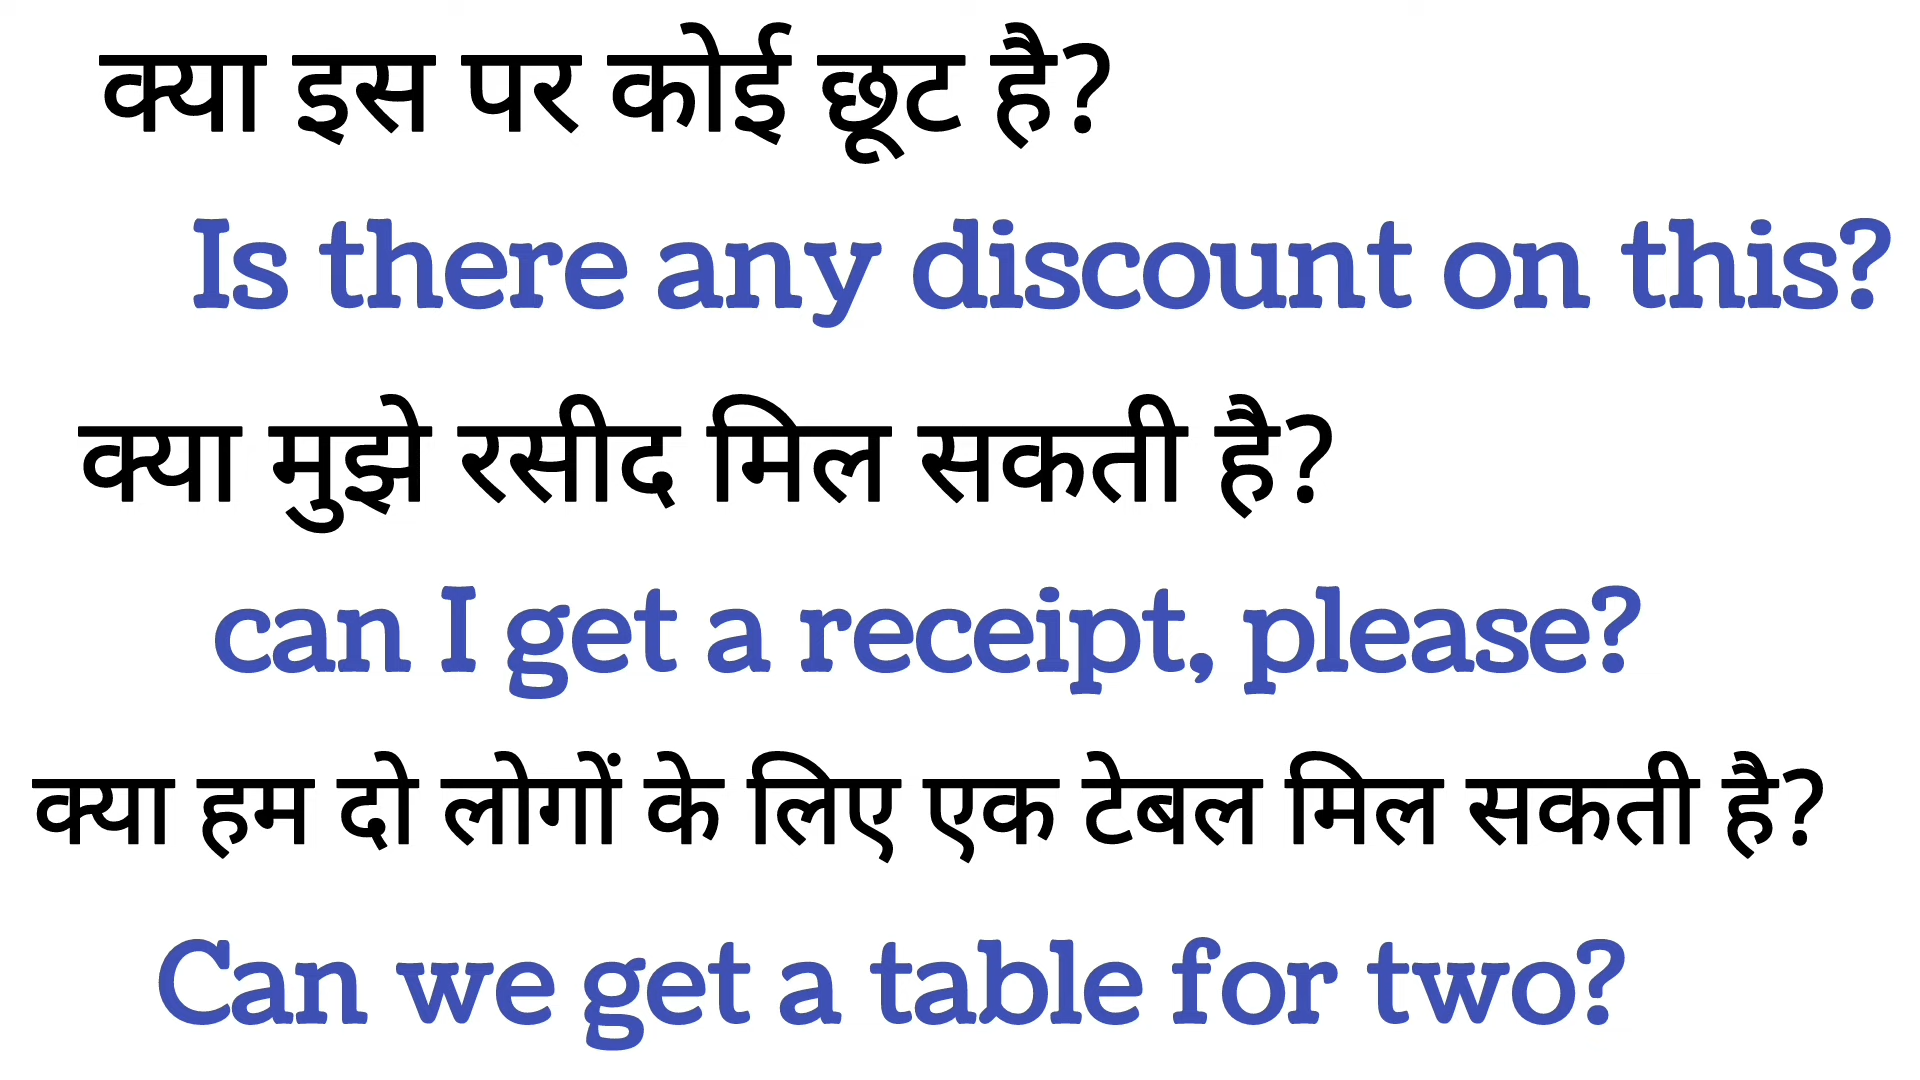 क्या इस पर कोई छूट है?
Is there any discount on this?
क्या मुझे रसीद मिल सकती है?
can I get a receipt, please?
क्या हम दो लोगों के लिए एक टेबल मिल सकती है?
Can we get a table for two?